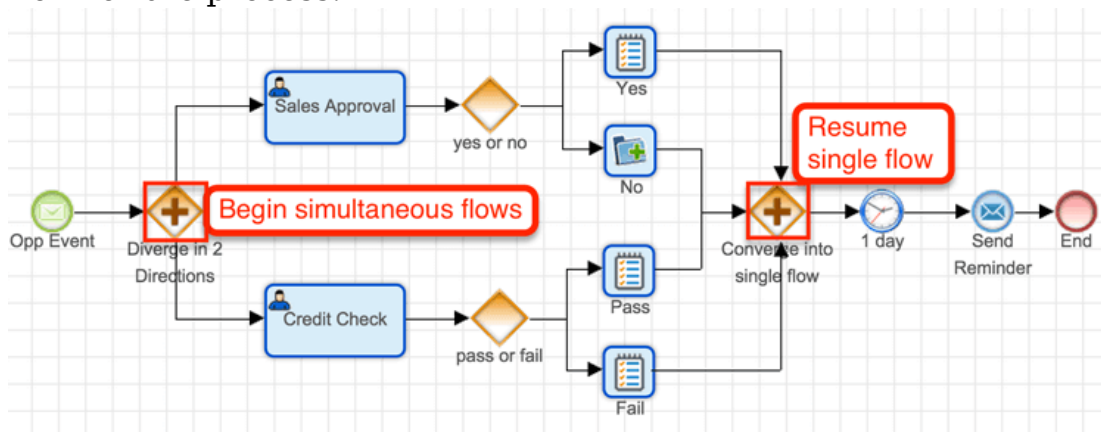 Yes
Sales Approval
yes or no
Resume
single flow
No
Begin simultaneous flows
Opp Event
Diverge in 2
Directions
Converge into
single flow
1 day
Send
Reminder
End
Pass
Credit Check
pass or fail
Fail